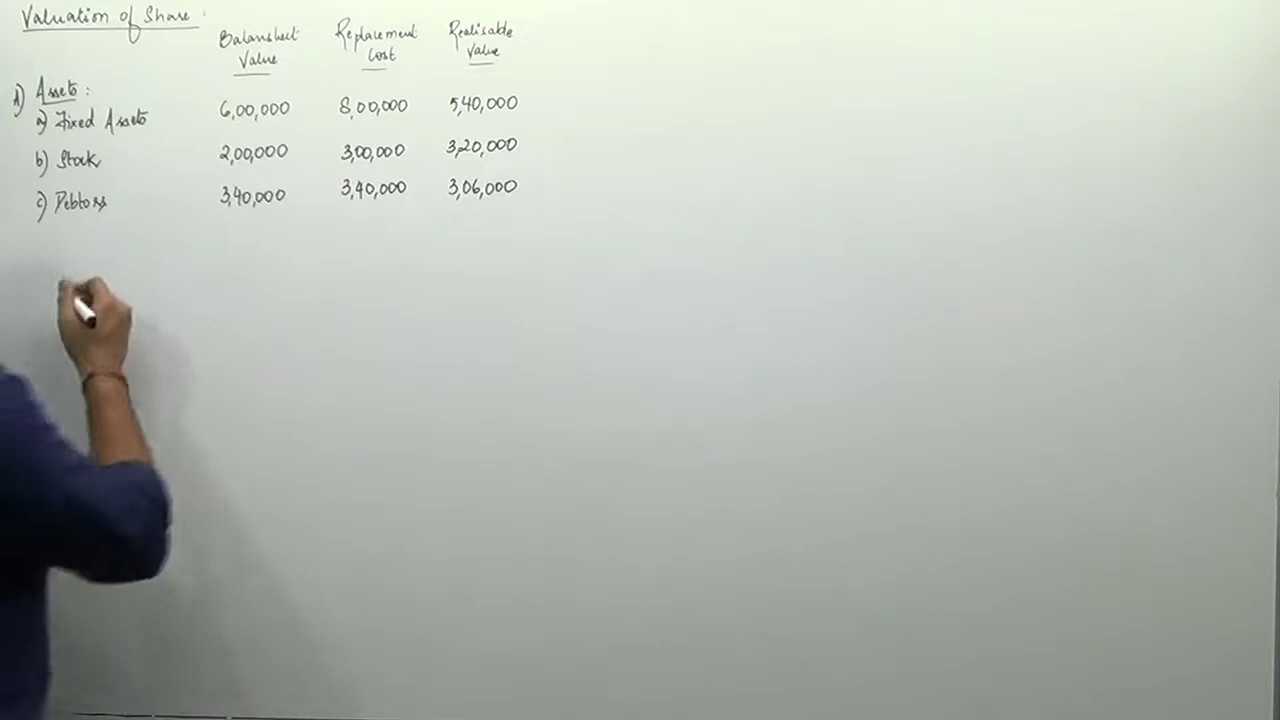 Valuation of Share:
Balansheet Value Replacement Cost Realisable Value
A) Assets:
a) Fixed Assets 6,00,000 8,00,000 5,40,000
b) Stock 2,00,000 3,00,000 3,20,000
c) Debtors 3,40,000 3,40,000 3,06,000